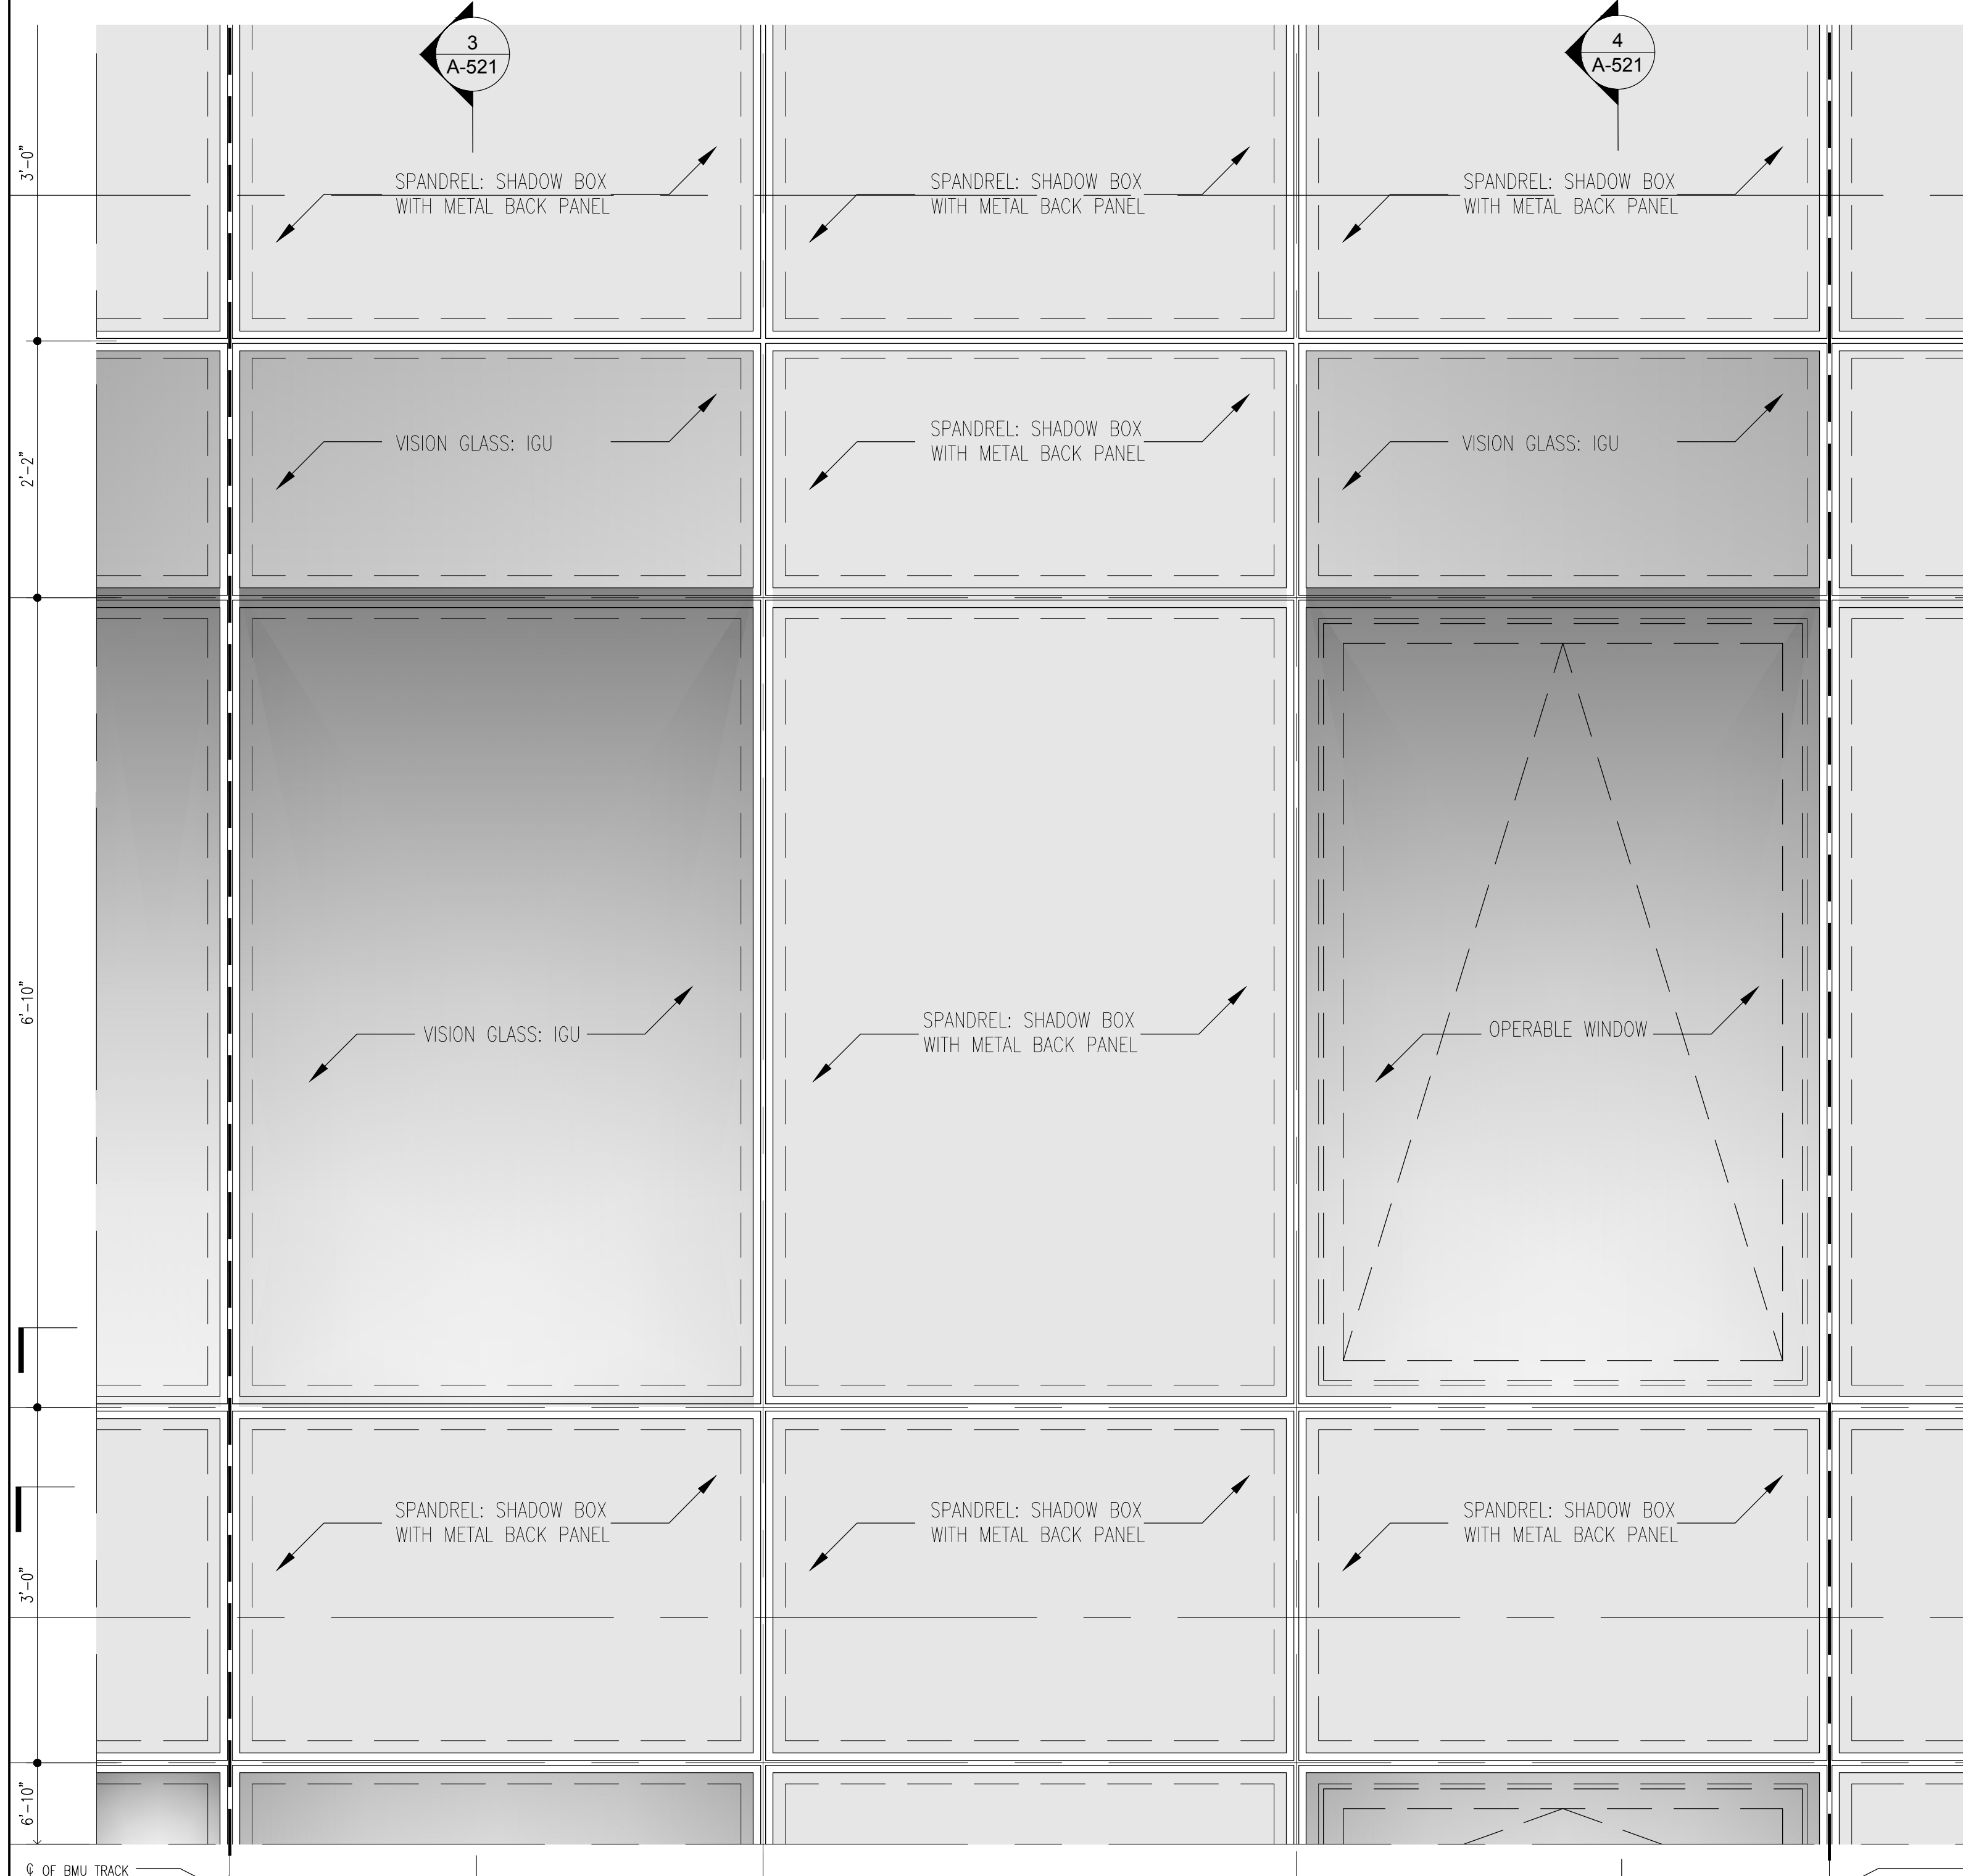 3
A-521
4
A-521
3'-0"
SPANDREL: SHADOW BOX
WITH METAL BACK PANEL
SPANDREL: SHADOW BOX
WITH METAL BACK PANEL
SPANDREL: SHADOW BOX
WITH METAL BACK PANEL
2'-2"
VISION GLASS: IGU
SPANDREL: SHADOW BOX
WITH METAL BACK PANEL
VISION GLASS: IGU
6'-10"
VISION GLASS: IGU
SPANDREL: SHADOW BOX
WITH METAL BACK PANEL
OPERABLE WINDOW
3'-0"
SPANDREL: SHADOW BOX
WITH METAL BACK PANEL
SPANDREL: SHADOW BOX
WITH METAL BACK PANEL
SPANDREL: SHADOW BOX
WITH METAL BACK PANEL
6'-10"
℄ OF BMU TRACK